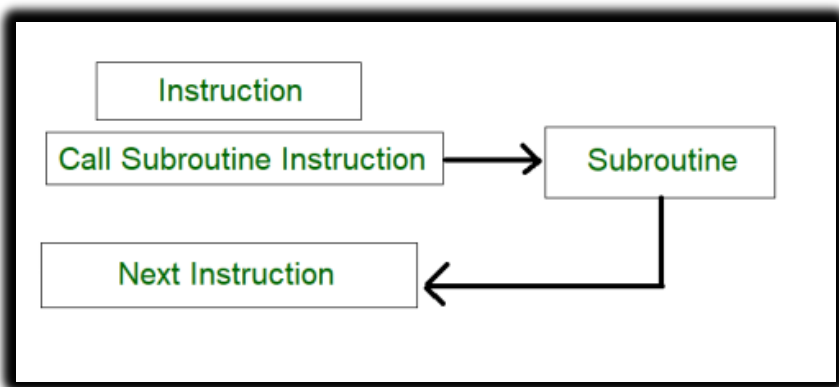 Instruction
Call Subroutine Instruction
Subroutine
Next Instruction